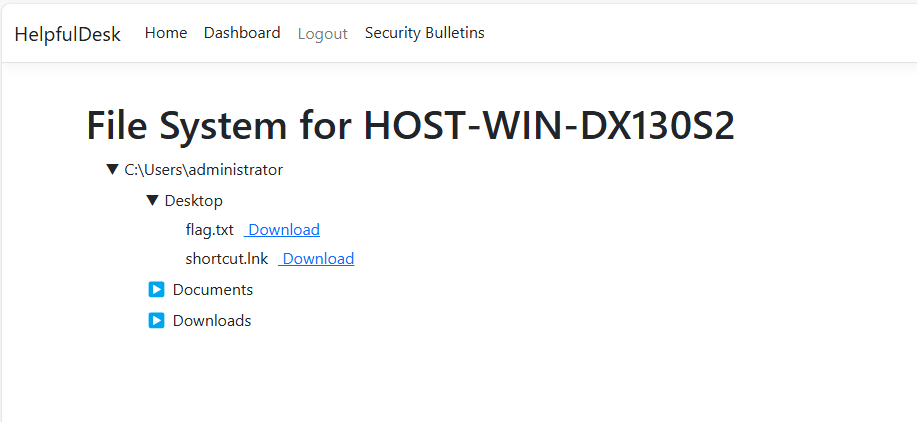 HelpfulDesk Home Dashboard Logout Security Bulletins
File System for HOST-WIN-DX130S2
▼ C:\Users\administrator
▼ Desktop
flag.txt Download
shortcut.lnk Download
▶ Documents
▶ Downloads